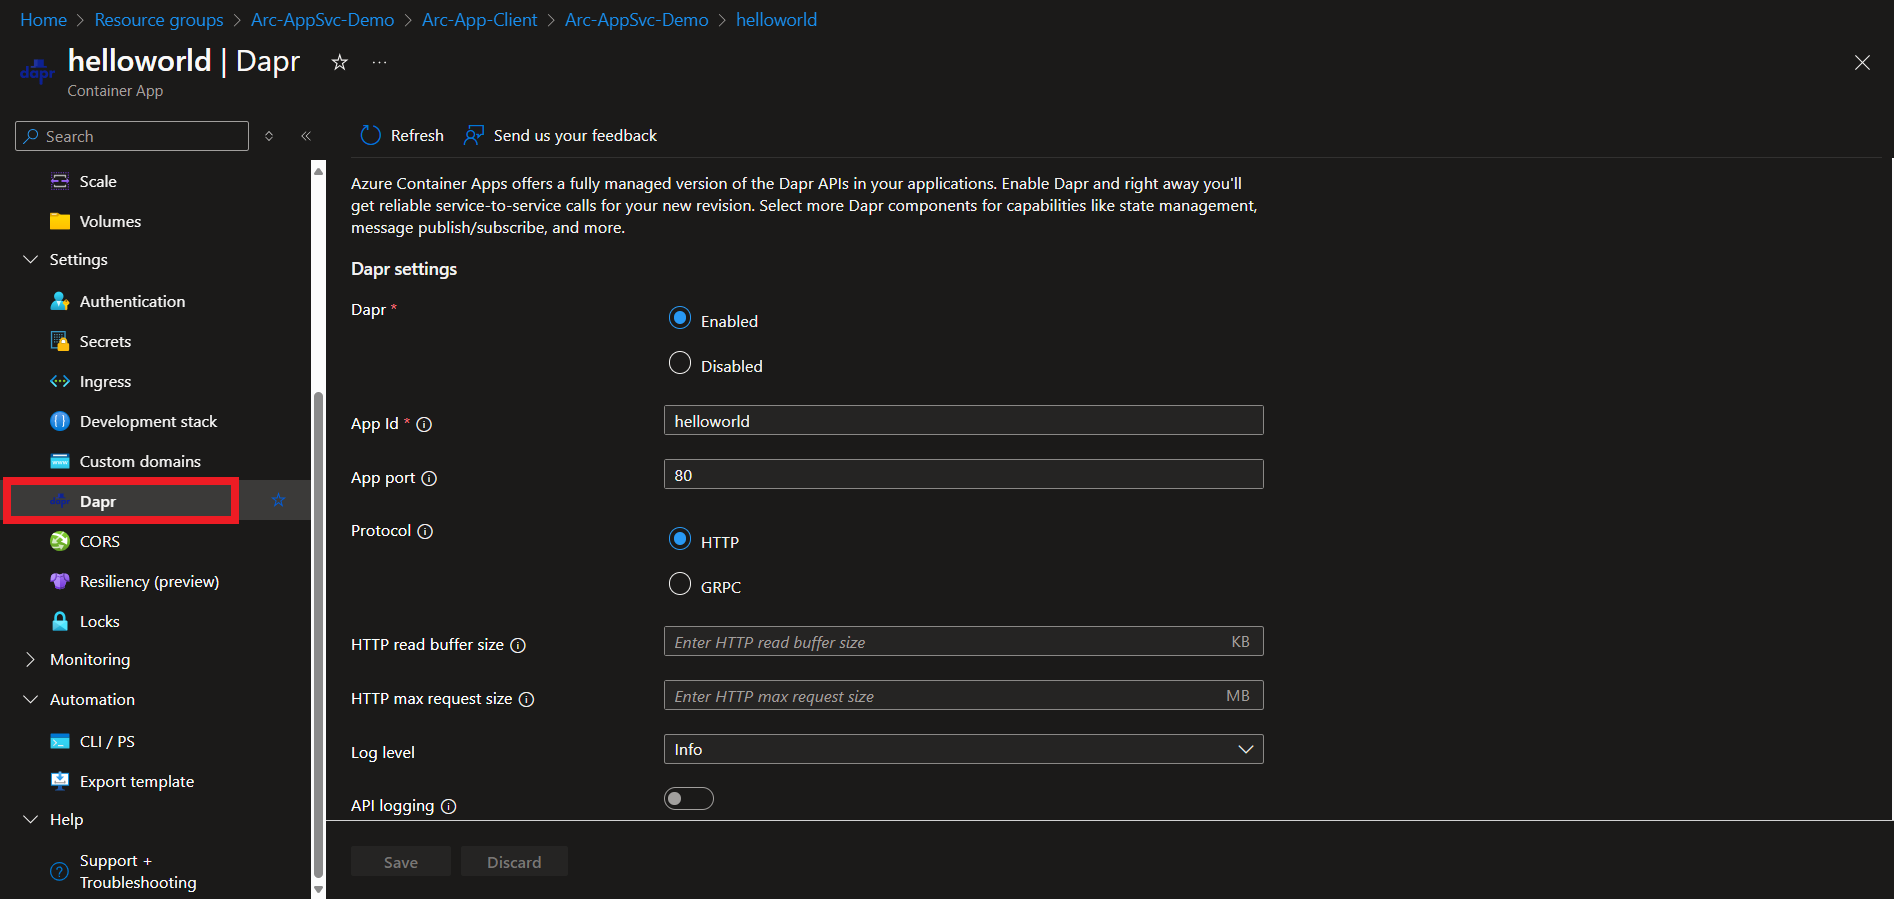 Home > Resource groups > Arc-AppSvc-Demo > Arc-App-Client > Arc-AppSvc-Demo > helloworld
dapr
helloworld | Dapr
Container App
Search
Scale
Volumes
Settings
Authentication
Secrets
Ingress
Development stack
Custom domains
dapr Dapr
CORS
Resiliency (preview)
Locks
Monitoring
Automation
CLI / PS
Export template
Help
Support +
Troubleshooting
Refresh
Send us your feedback
Azure Container Apps offers a fully managed version of the Dapr APIs in your applications. Enable Dapr and right away you'll
get reliable service-to-service calls for your new revision. Select more Dapr components for capabilities like state management,
message publish/subscribe, and more.
Dapr settings
Dapr *
Enabled
Disabled
App Id *
helloworld
App port
80
Protocol
HTTP
GRPC
HTTP read buffer size
Enter HTTP read buffer size KB
HTTP max request size
Enter HTTP max request size MB
Log level
Info
API logging
Save
Discard